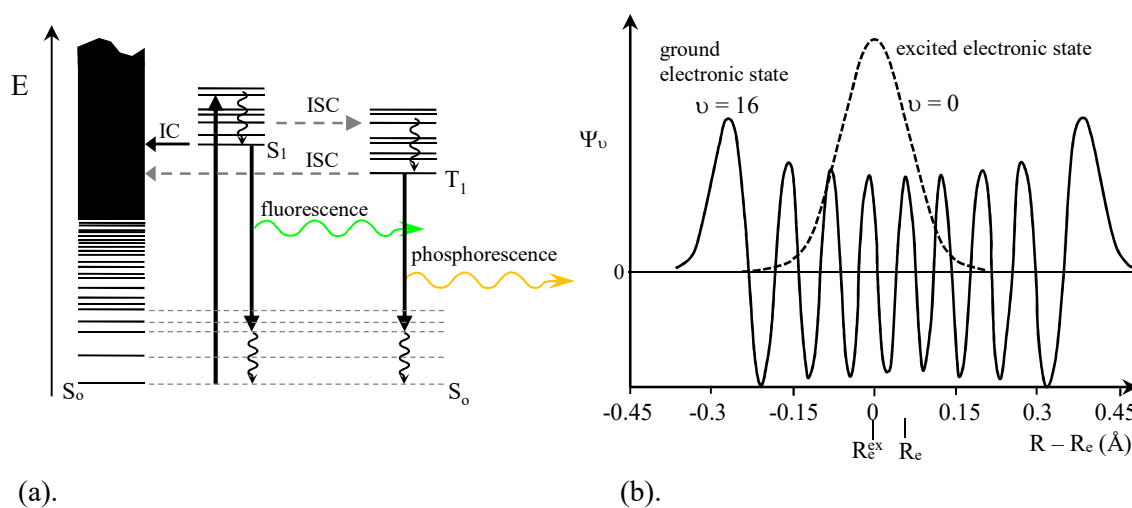 E
ISC
IC
S1
ISC
T1
fluorescence
phosphorescence
So
So
(a).
ground
electronic state
υ = 16
excited electronic state
υ = 0
Ψυ
0
-0.45
-0.3
-0.15
0
0.15
0.3
0.45
Re^ex
Re
R – Re (Å)
(b).